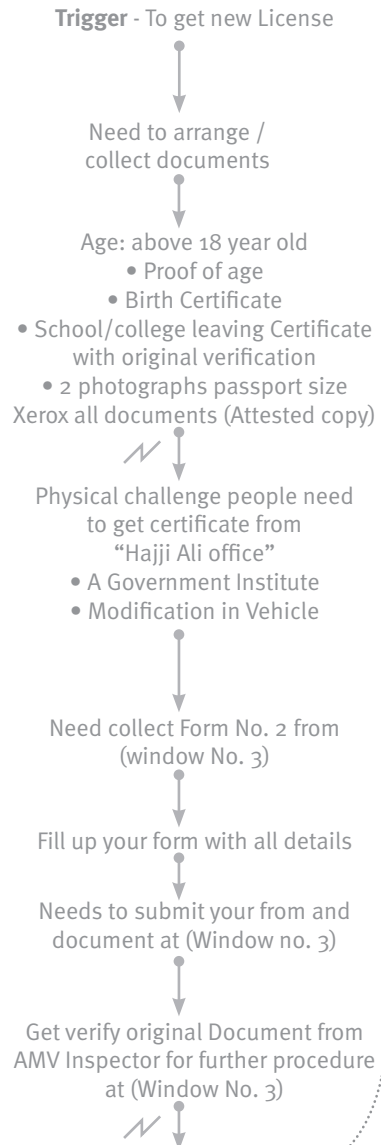 Trigger - To get new License
Need to arrange /
collect documents
Age: above 18 year old
• Proof of age
• Birth Certificate
• School/college leaving Certificate
with original verification
• 2 photographs passport size
Xerox all documents (Attested copy)
Physical challenge people need
to get certificate from
“Hajji Ali office”
• A Government Institute
• Modification in Vehicle
Need collect Form No. 2 from
(window No. 3)
Fill up your form with all details
Needs to submit your from and
document at (Window no. 3)
Get verify original Document from
AMV Inspector for further procedure
at (Window No. 3)